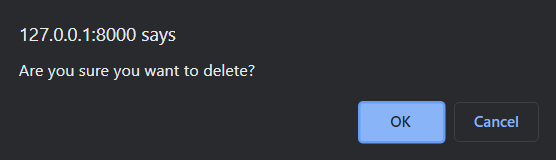 127.0.0.1:8000 says
Are you sure you want to delete?
OK
Cancel